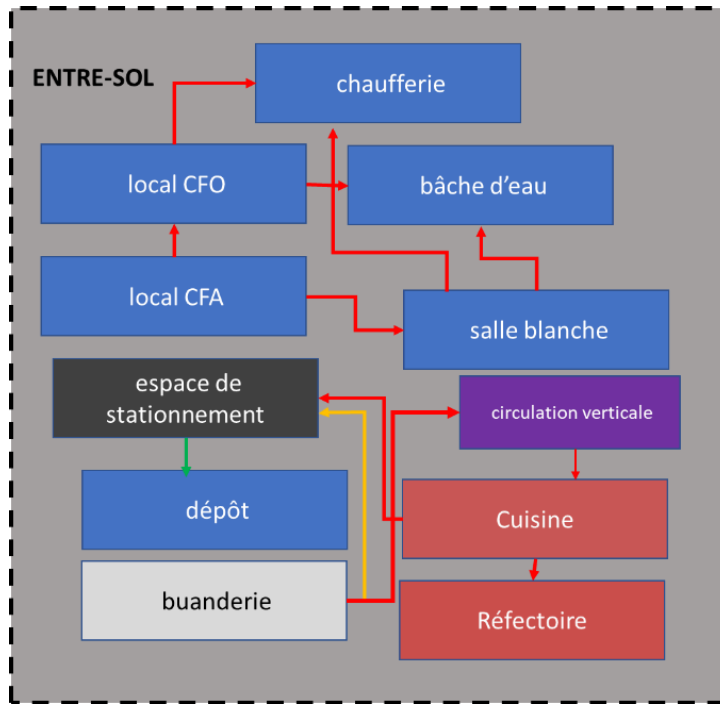 ENTRE-SOL
chaufferie
local CFO
bâche d'eau
local CFA
salle blanche
espace de
stationnement
circulation verticale
dépôt
Cuisine
buanderie
Réfectoire